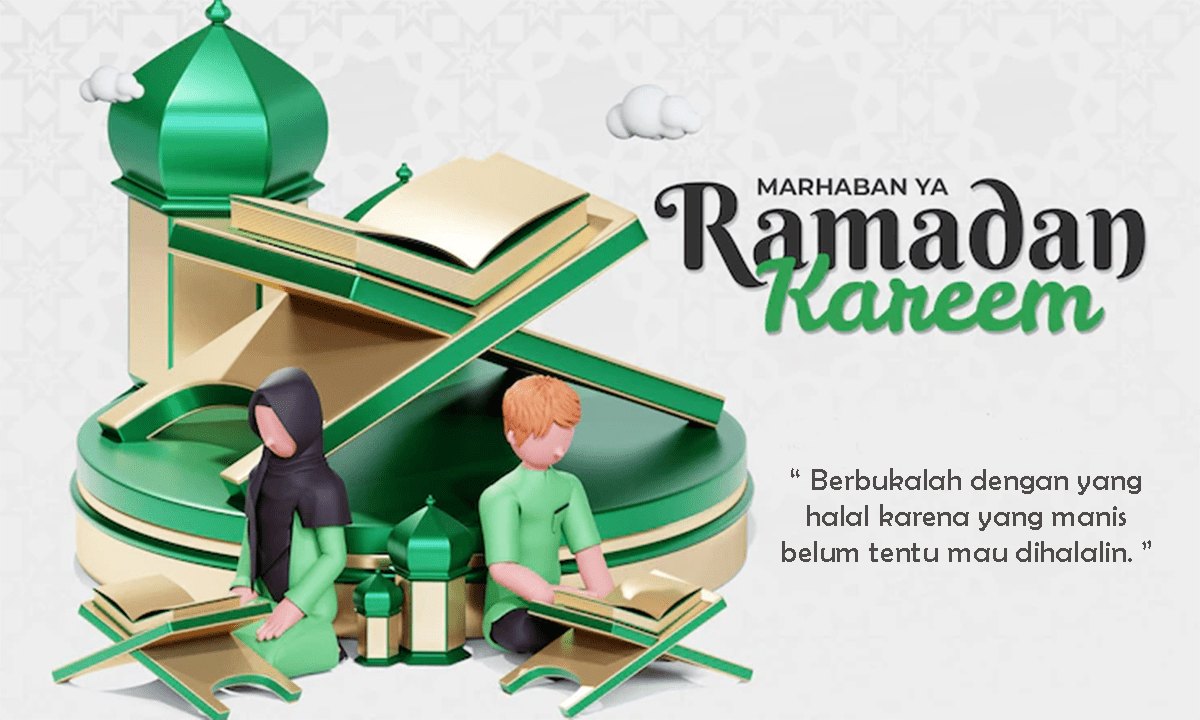 MARHABAN YA
Ramadan
Kareem
“ Berbukalah dengan yang
halal karena yang manis
belum tentu mau dihalalin. ”